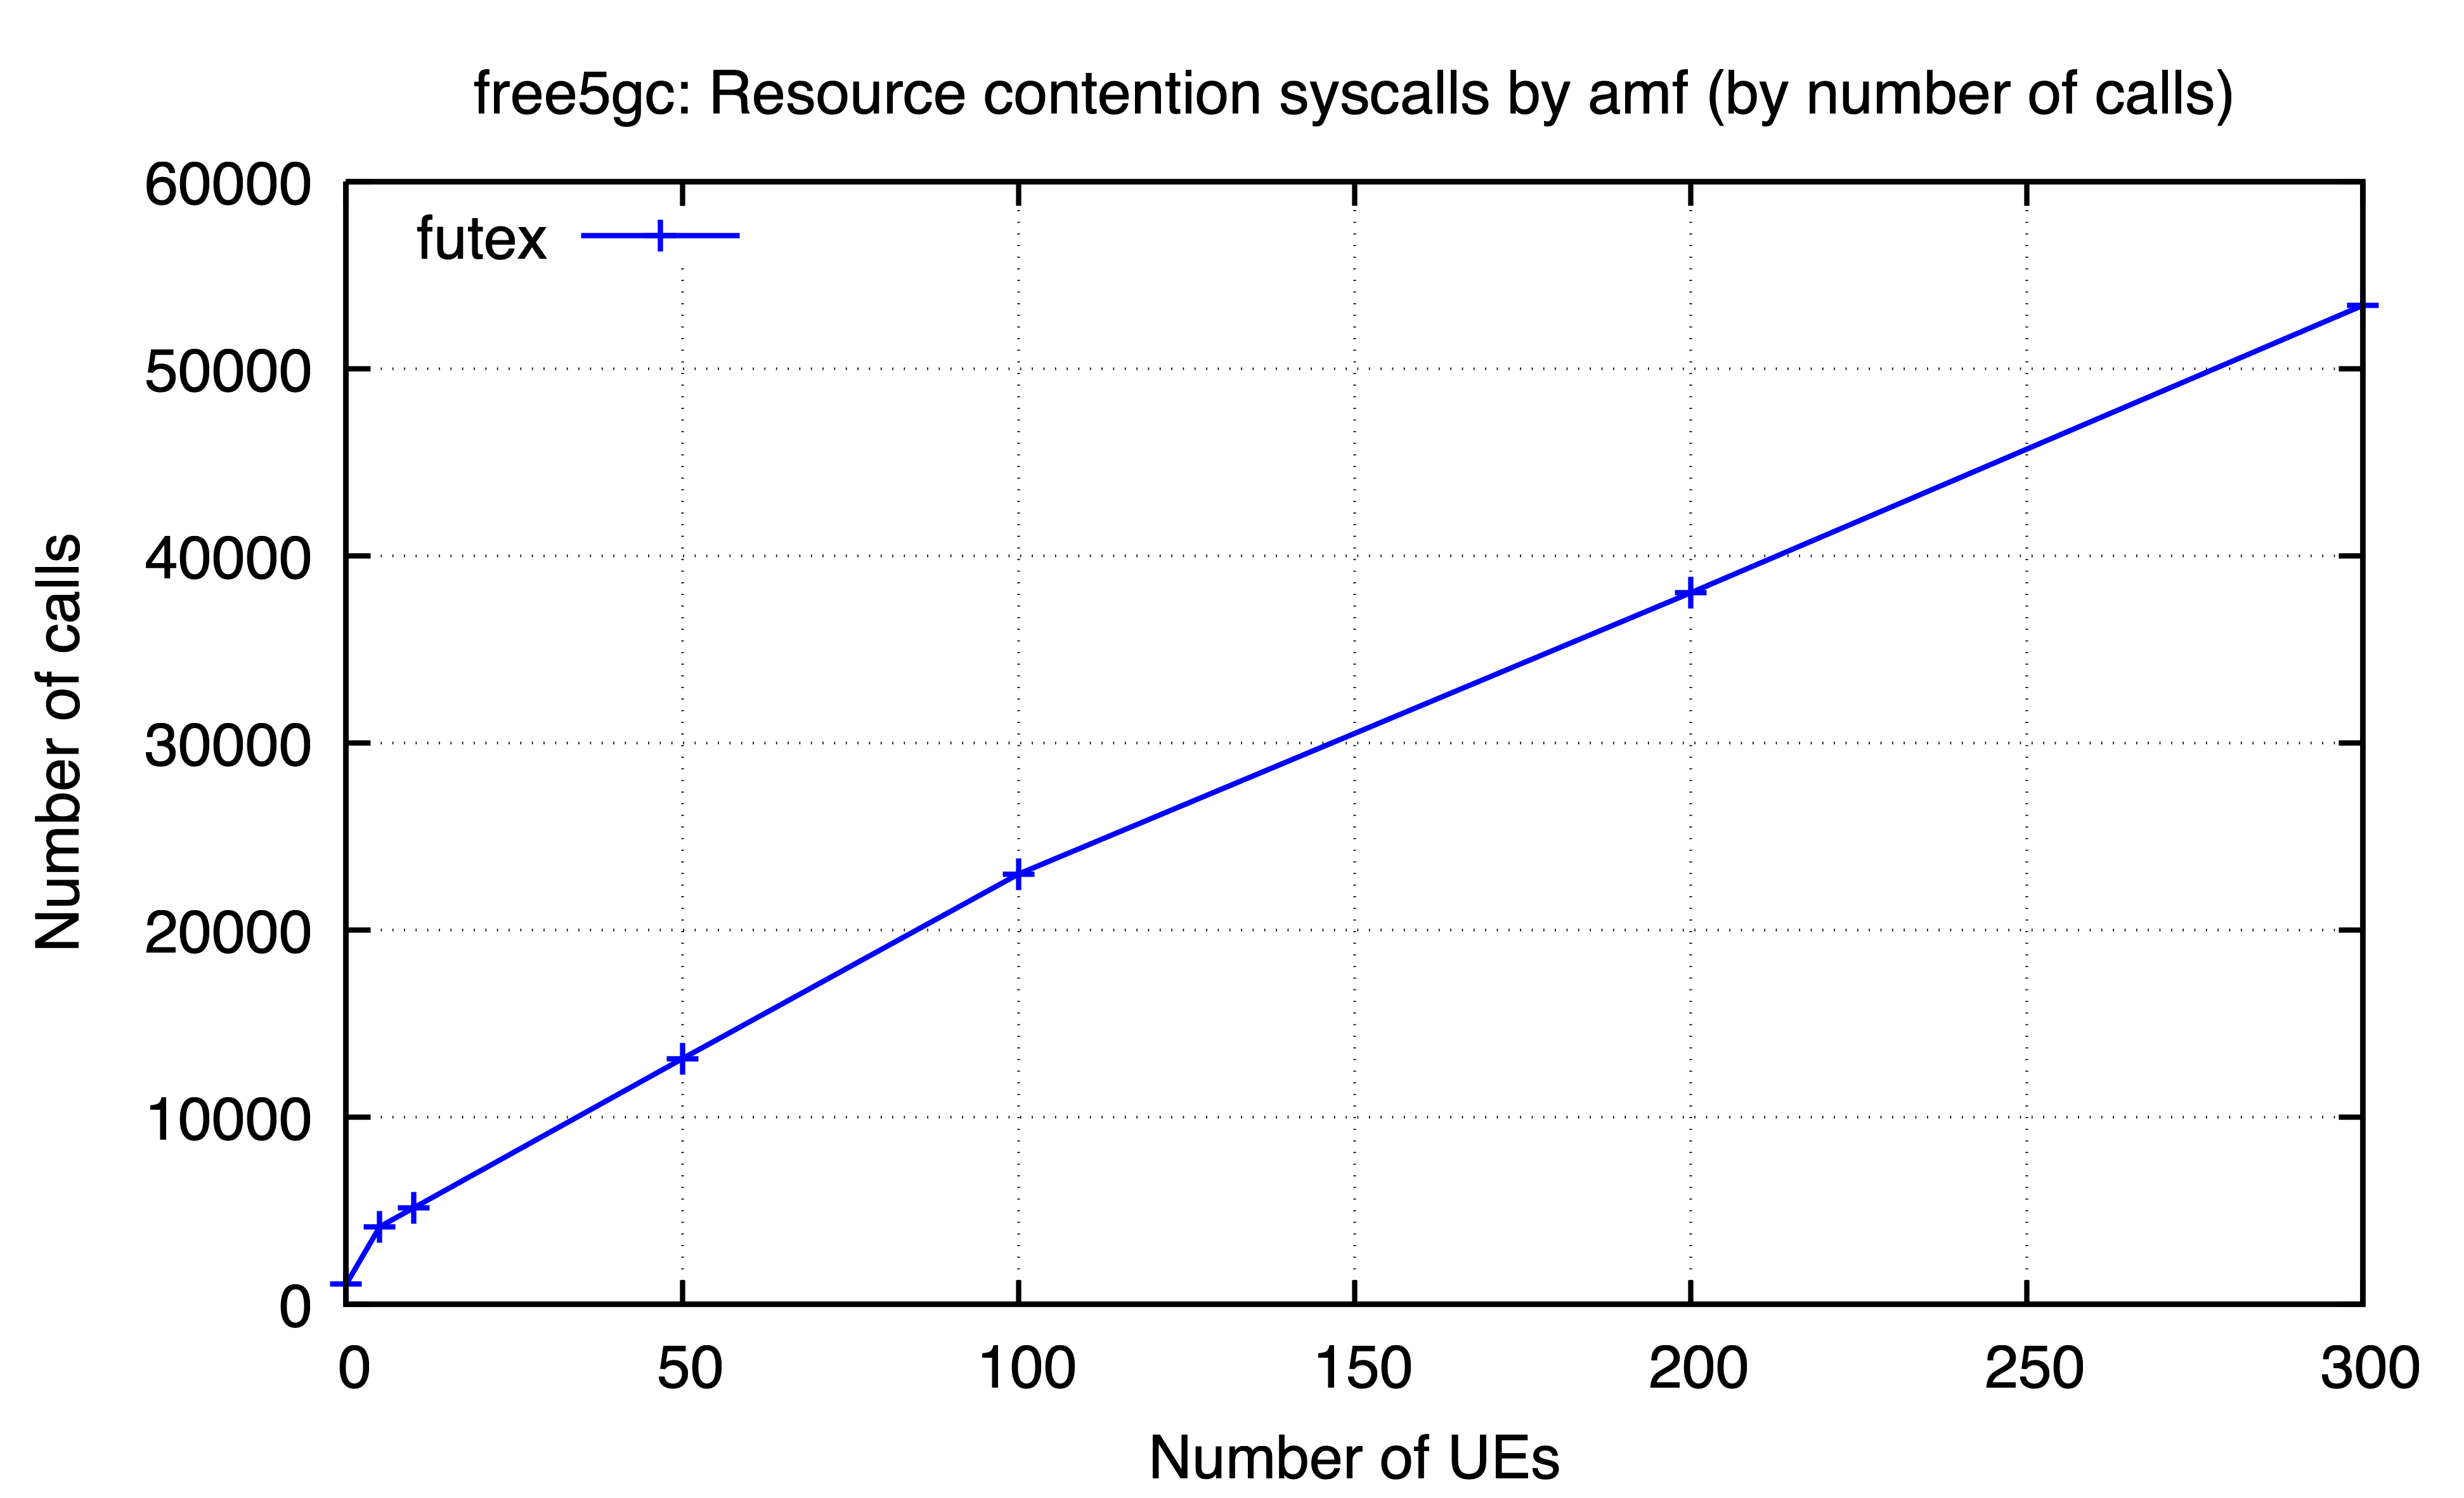 free5gc: Resource contention syscalls by amf (by number of calls)
60000
futex
50000
40000
30000
20000
10000
0
Number of calls
0 50 100 150 200 250 300
Number of UEs